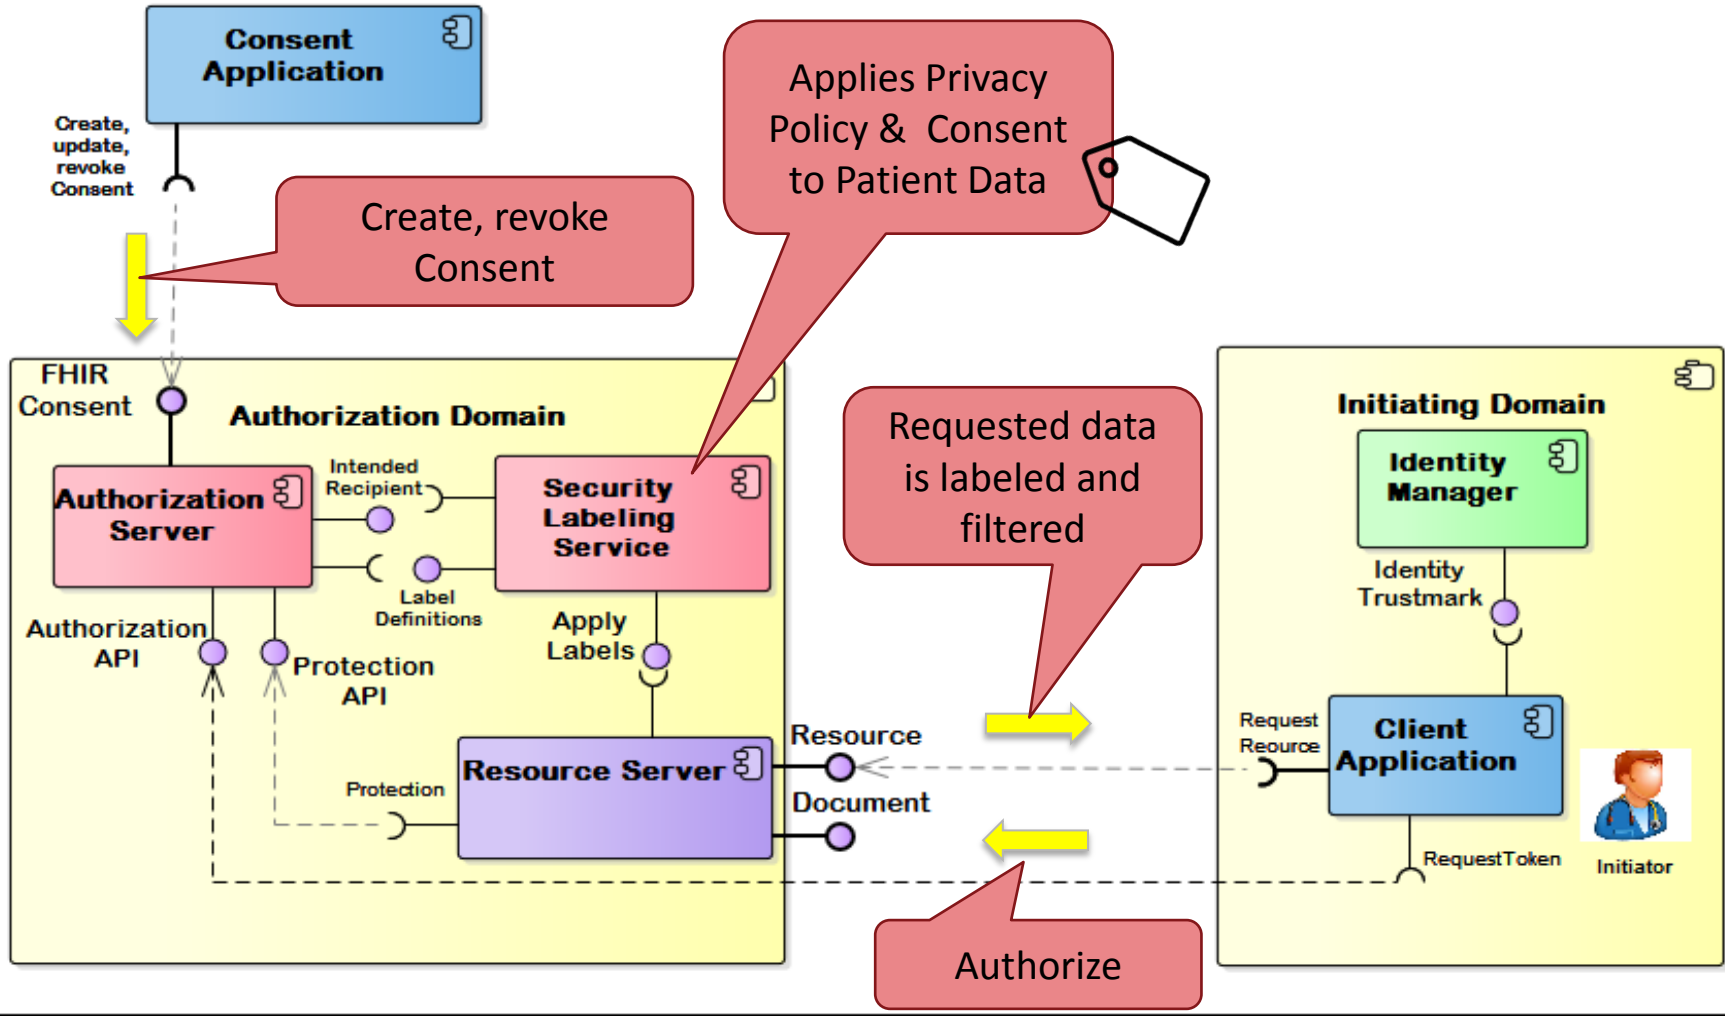 Consent
Application
Create,
update,
revoke
Consent
Applies Privacy
Policy &  Consent
to Patient Data
Create, revoke
Consent
FHIR
Consent
Authorization Domain
Authorization
Server
Intended
Recipient
Security
Labeling
Service
Label
Definitions
Authorization
API
Protection
API
Apply
Labels
Resource Server
Protection
Resource
Document
Requested data
is labeled and
filtered
Authorize
Initiating Domain
Identity
Manager
Identity
Trustmark
Request
Reource
Client
Application
RequestToken
Initiator